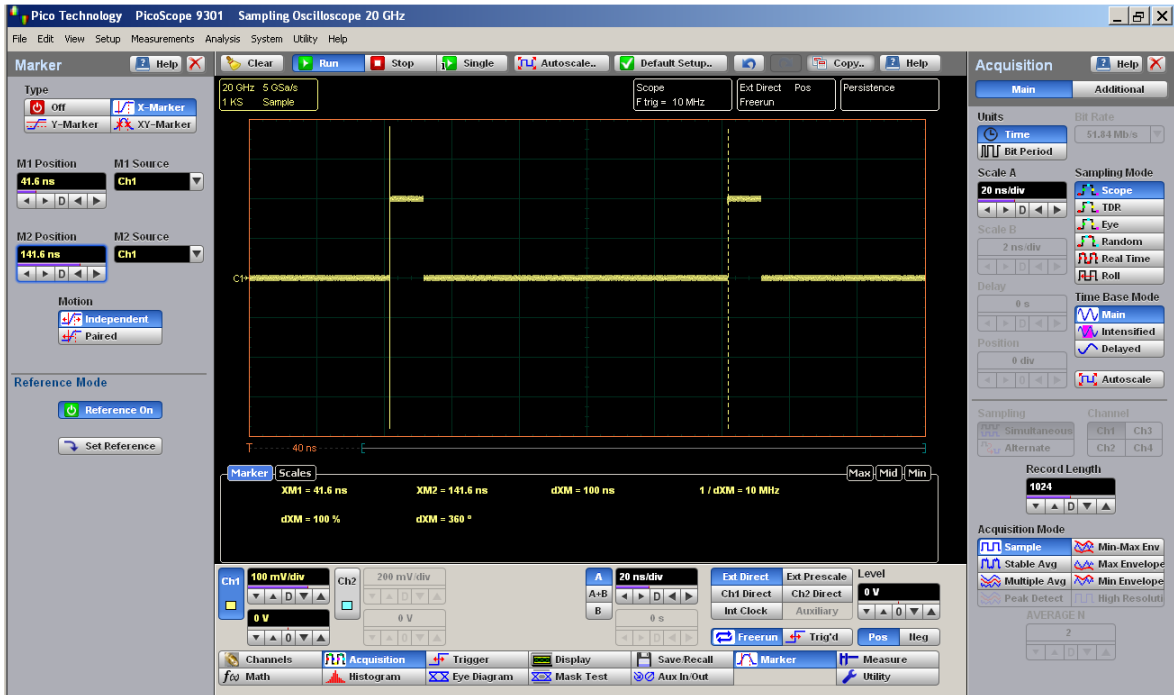 Pico Technology PicoScope 9301 Sampling Oscilloscope 20 GHz
File Edit View Setup Measurements Analysis System Utility Help
Marker Help
Clear Run Stop Single Autoscale.. Default Setup.. Copy.. Help
Acquisition Help
Main Additional
Type
Off X-Marker
Y-Marker XY-Marker
M1 Position M1 Source
41.6 ns Ch1
D
M2 Position M2 Source
141.6 ns Ch1
D
Motion
Independent
Paired
Reference Mode
Reference On
Set Reference
20 GHz 5 GSa/s
1 KS Sample
Scope
F trig = 10 MHz
Ext Direct Pos
Freerun
Persistence
C1
T 40 ns
Marker Scales Max Mid Min
XM1 = 41.6 ns XM2 = 141.6 ns dXM = 100 ns 1 / dXM = 10 MHz
dXM = 100 % dXM = 360 °
Units Bit Rate
Time 51.84 Mb/s
Bit Period
Scale A Sampling Mode
20 ns/div Scope
D TDR
Scale B Eye
2 ns/div Random
D Real Time
Roll
Delay Time Base Mode
0 s Main
D Intensified
Position Delayed
0 div
D Autoscale
Sampling Channel
Simultaneous Ch1 Ch3
Alternate Ch2 Ch4
Record Length
1024
D
Acquisition Mode
Sample Min-Max Env
Stable Avg Max Envelope
Multiple Avg Min Envelope
Peak Detect High Resoluti
AVERAGE N
2
D
Ch1 100 mV/div Ch2 200 mV/div
D D
0 V 0 V
0 0
A 20 ns/div
A+B D
B 0 s
D
Ext Direct Ext Prescale Level
Ch1 Direct Ch2 Direct 0 V
Int Clock Auxiliary 0
Freerun Trig'd Pos Neg
Channels Acquisition Trigger Display Save/Recall Marker Measure
f(x) Math Histogram Eye Diagram Mask Test Aux In/Out Utility